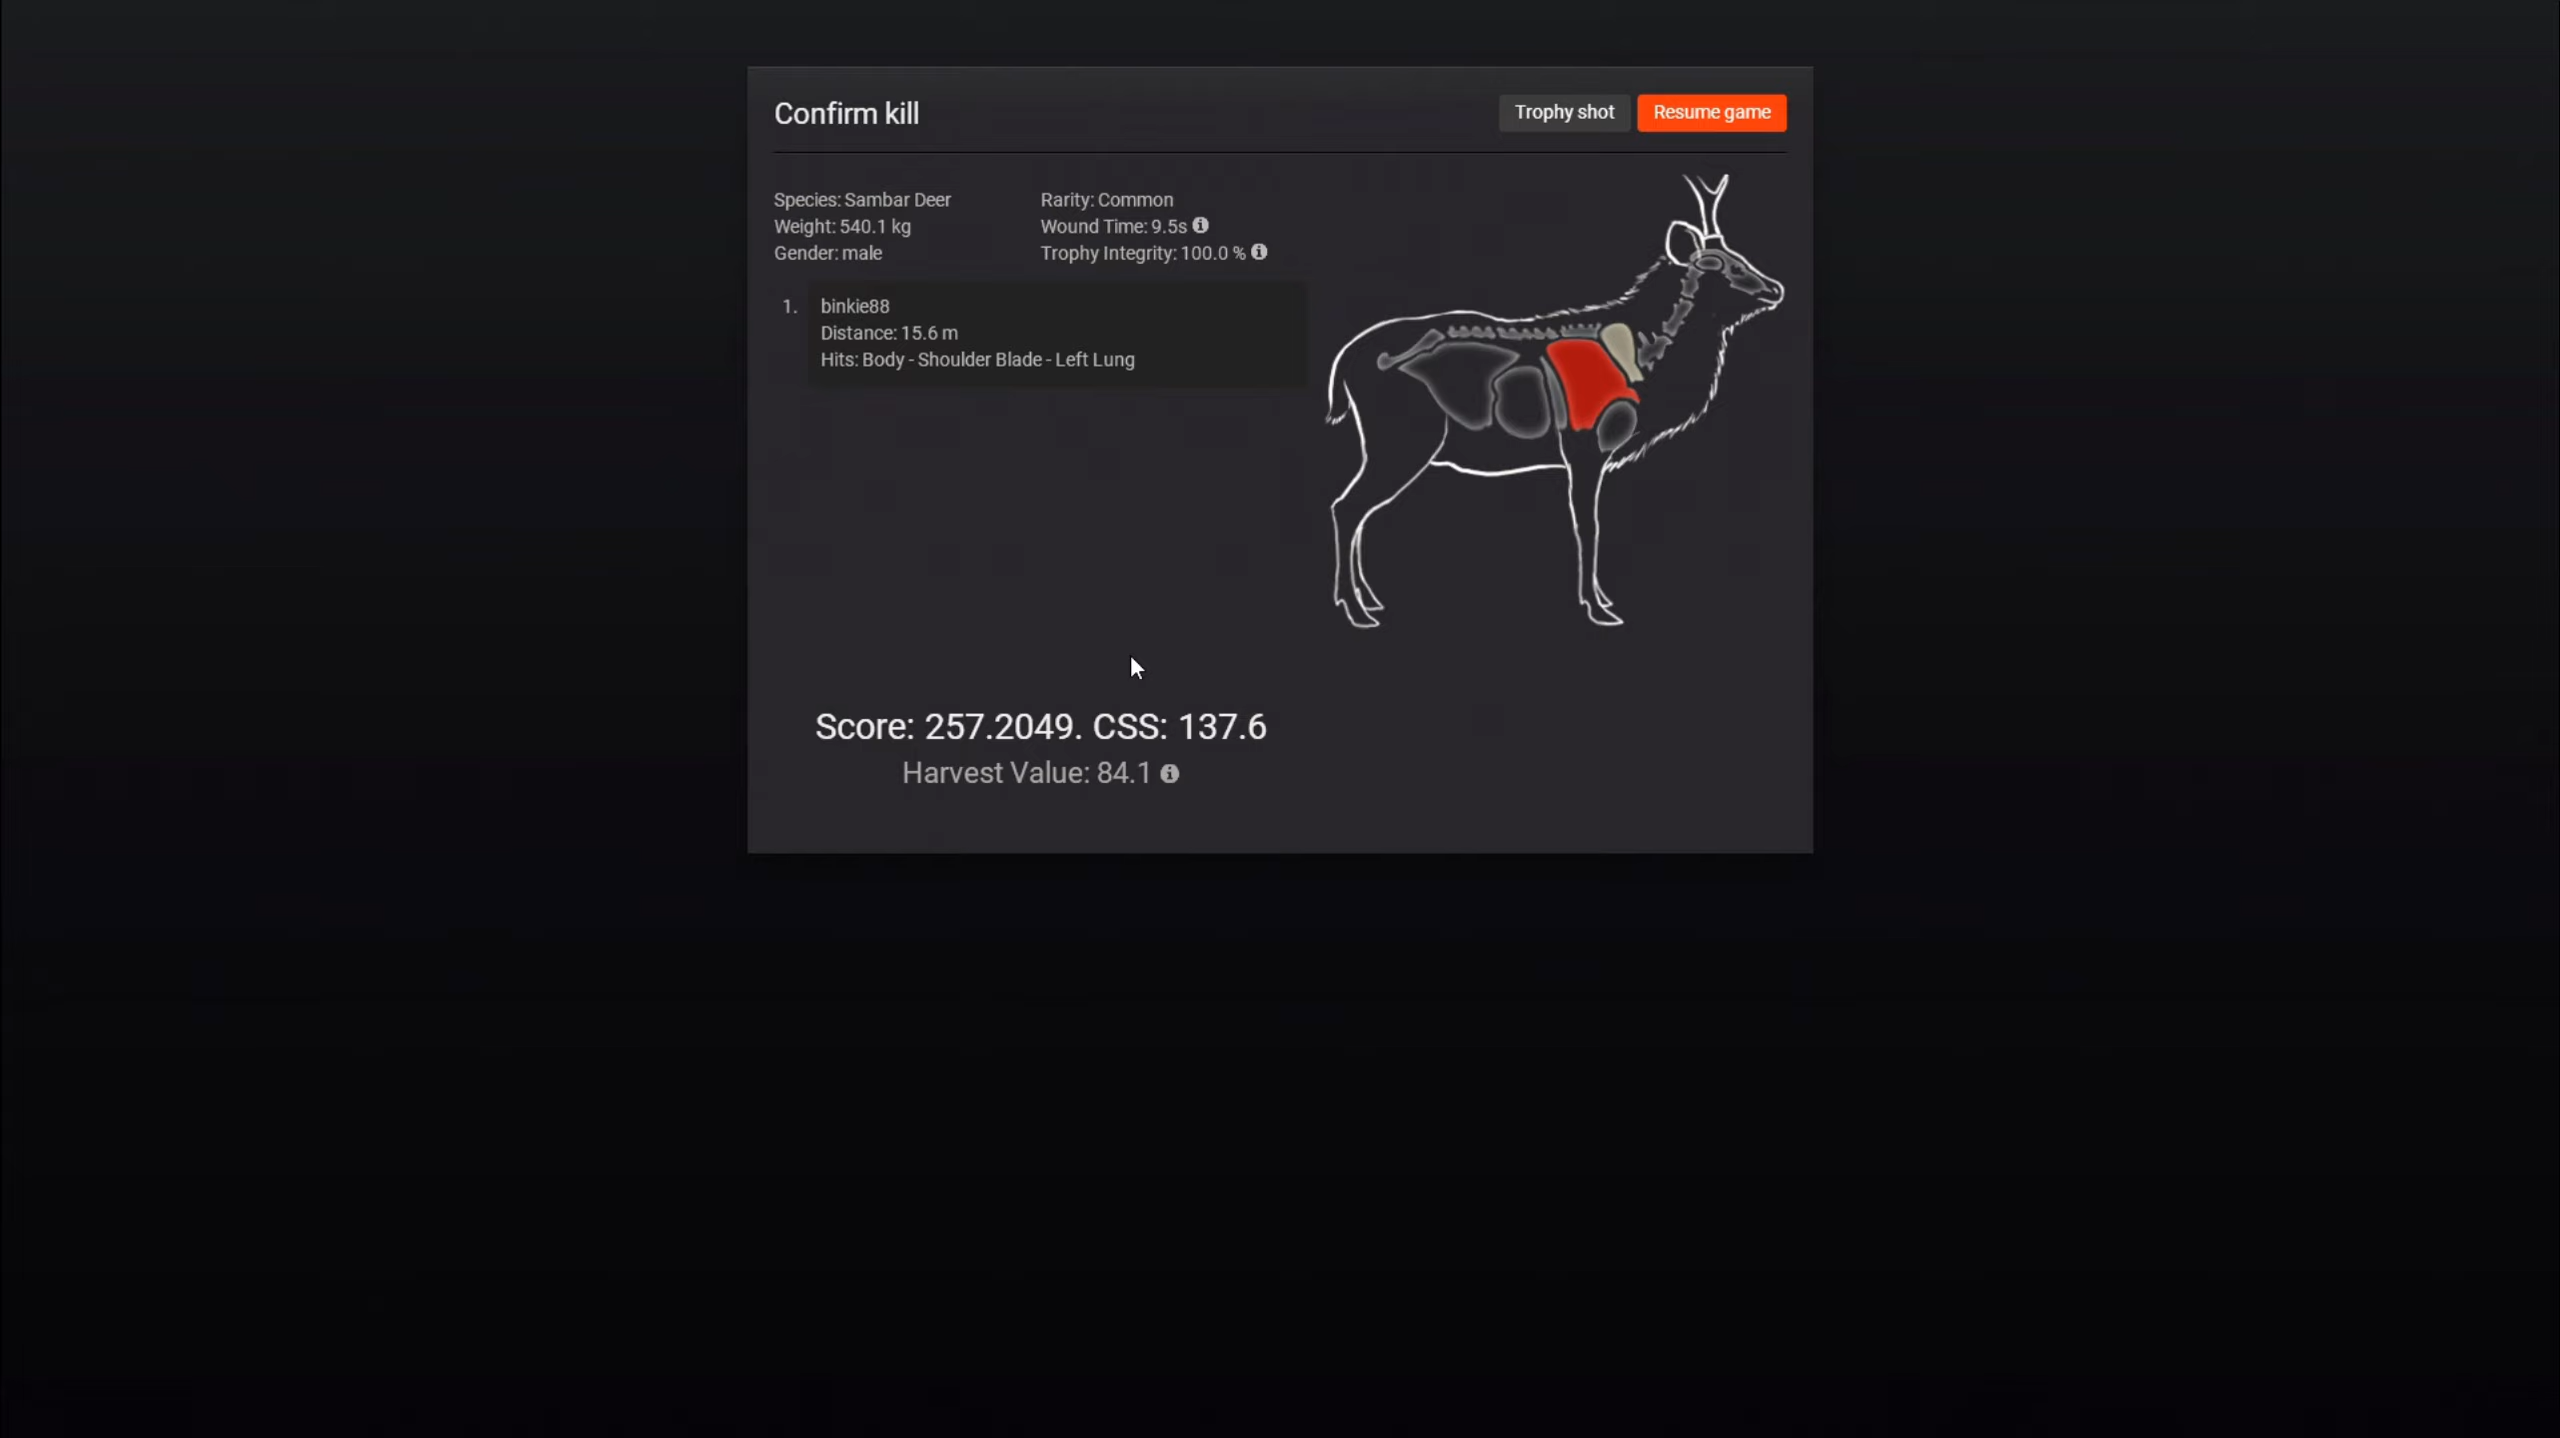 Confirm kill
Trophy shot
Resume game
Species: Sambar Deer
Weight: 540.1 kg
Gender: male
Rarity: Common
Wound Time: 9.5s
Trophy Integrity: 100.0 %
1.
binkie88
Distance: 15.6 m
Hits: Body - Shoulder Blade - Left Lung
Score: 257.2049. CSS: 137.6
Harvest Value: 84.1